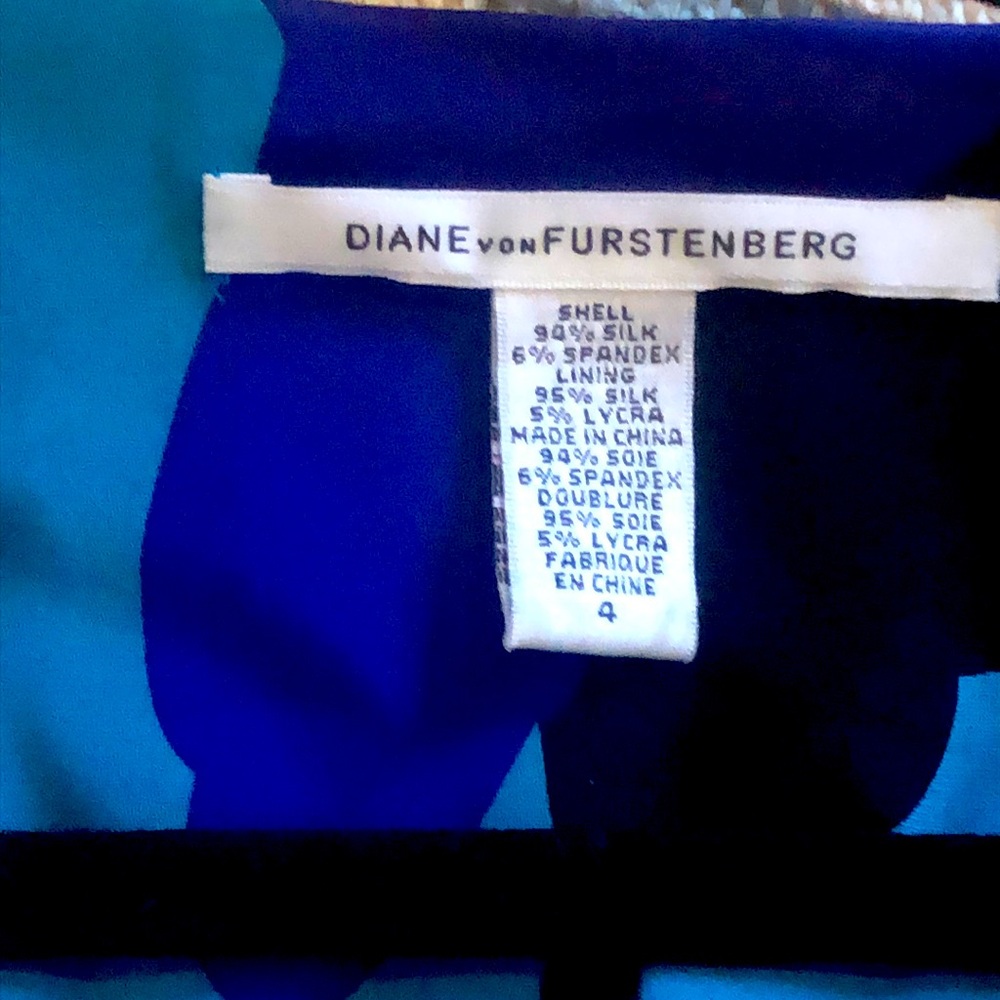 DIANE von FURSTENBERG
SHELL
94% SILK
6% SPANDEX
LINING
95% SILK
5% LYCRA
MADE IN CHINA
94% SOIE
6% SPANDEX
DOUBLURE
95% SOIE
5% LYCRA
FABRIQUE
EN CHINE
4